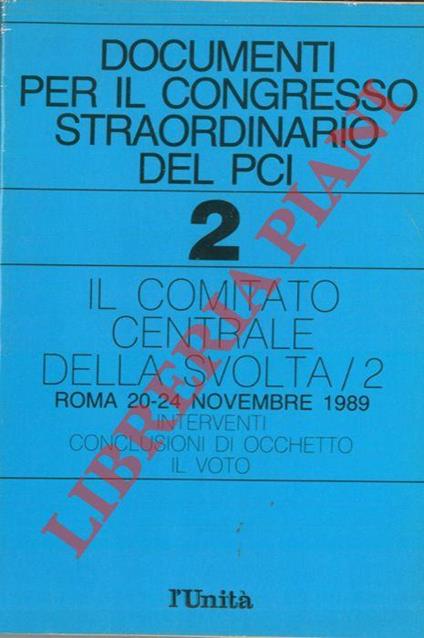 DOCUMENTI
PER IL CONGRESSO
STRAORDINARIO
DEL PCI
2
IL COMITATO
CENTRALE
DELLA SVOLTA/2
ROMA 20-24 NOVEMBRE 1989
INTERVENTI
CONCLUSIONI DI OCCHETTO
IL VOTO
l'Unità
LIBRERIA PIANI